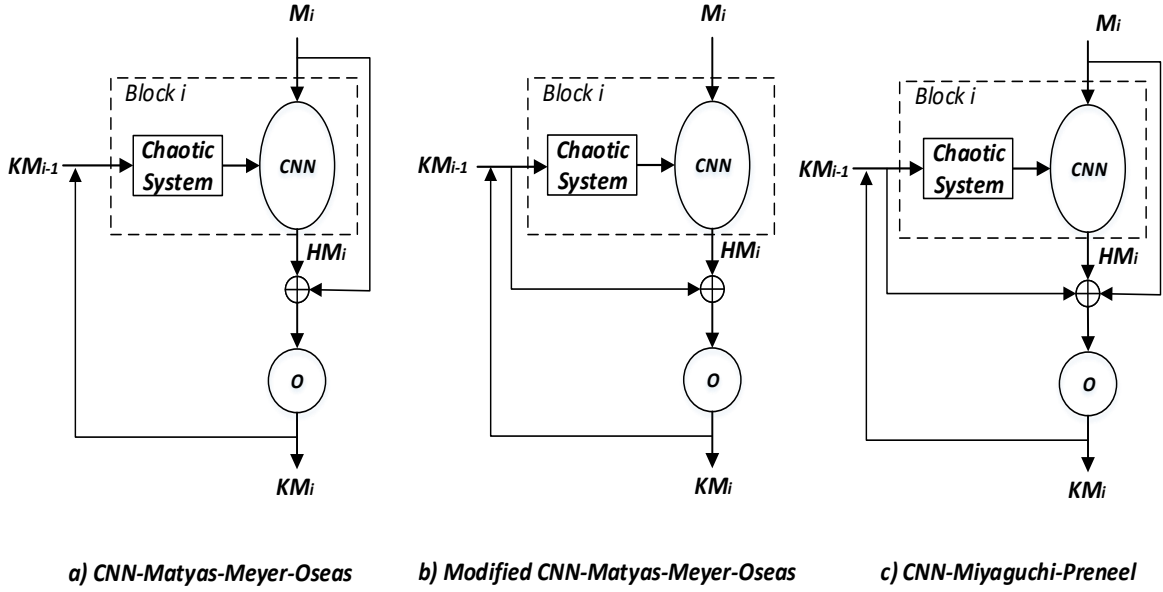 Mi
Block i
KMi-1
Chaotic
System
CNN
HMi
O
KMi
a) CNN-Matyas-Meyer-Oseas
Mi
Block i
KMi-1
Chaotic
System
CNN
HMi
O
KMi
b) Modified CNN-Matyas-Meyer-Oseas
Mi
Block i
KMi-1
Chaotic
System
CNN
HMi
O
KMi
c) CNN-Miyaguchi-Preneel